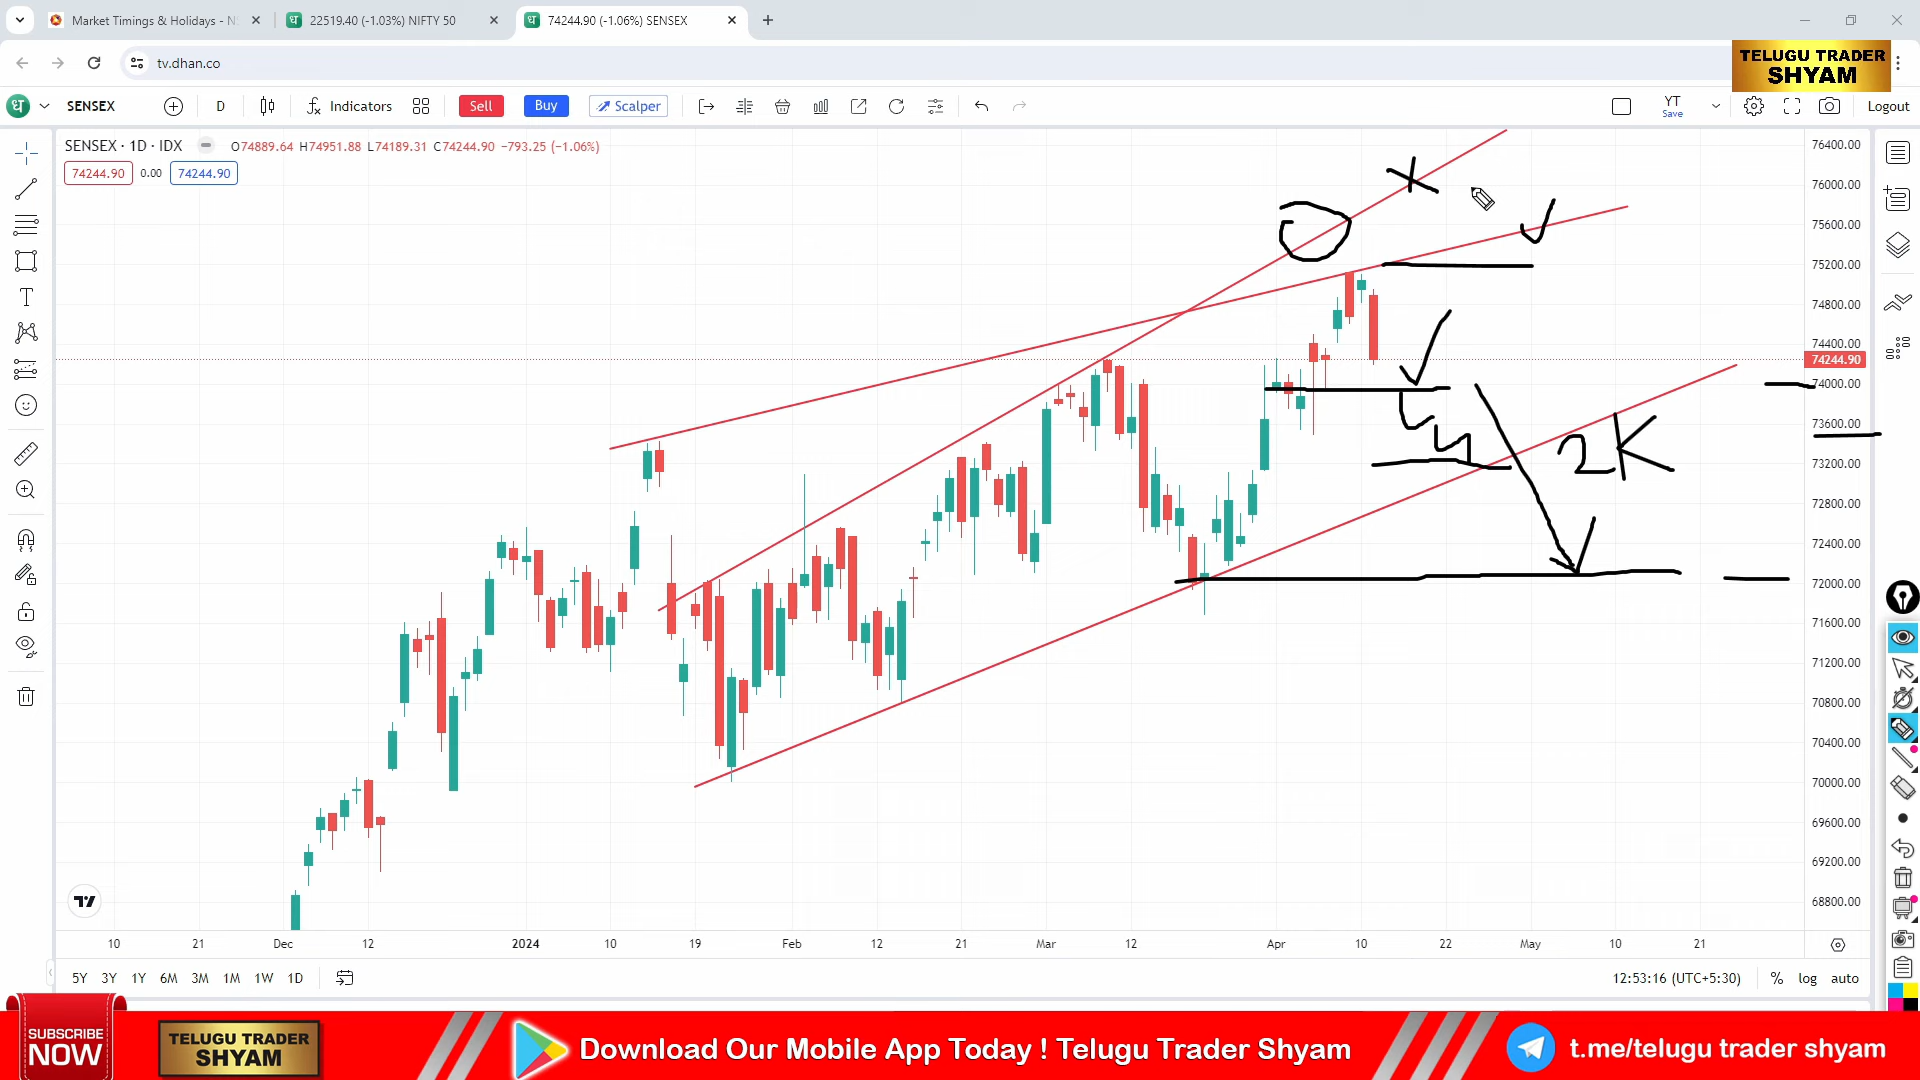 Market Timings & Holidays - N
22519.40 (-1.03%) NIFTY 50
74244.90 (-1.06%) SENSEX
tv.dhan.co
TELUGU TRADER
SHYAM
SENSEX
D
Indicators
Sell
Buy
Scalper
YT
Save
Logout
SENSEX · 1D · IDX
O74889.64 H74951.88 L74189.31 C74244.90 −793.25 (−1.06%)
74244.90
0.00
74244.90
76400.00
76000.00
75600.00
75200.00
74800.00
74400.00
74244.90
74000.00
73600.00
73200.00
72800.00
72400.00
72000.00
71600.00
71200.00
70800.00
70400.00
70000.00
69600.00
69200.00
68800.00
2K
10 21 Dec 12 2024 10 19 Feb 12 21 Mar 12 Apr 10 22 May 10 21
5Y 3Y 1Y 6M 3M 1M 1W 1D
12:53:16 (UTC+5:30)
% log auto
SUBSCRIBE
NOW
TELUGU TRADER
SHYAM
Download Our Mobile App Today ! Telugu Trader Shyam
t.me/telugu trader shyam